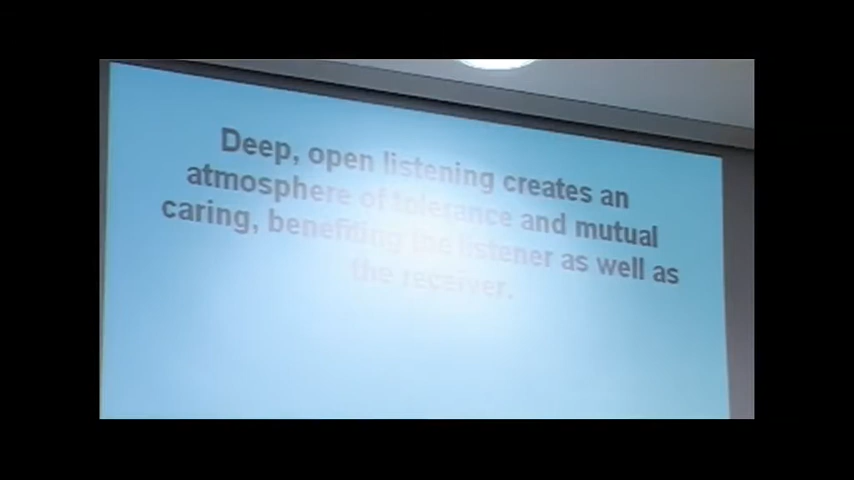 Deep, open listening creates an
atmosphere of tolerance and mutual
caring, benefiting the listener as well as
the receiver.